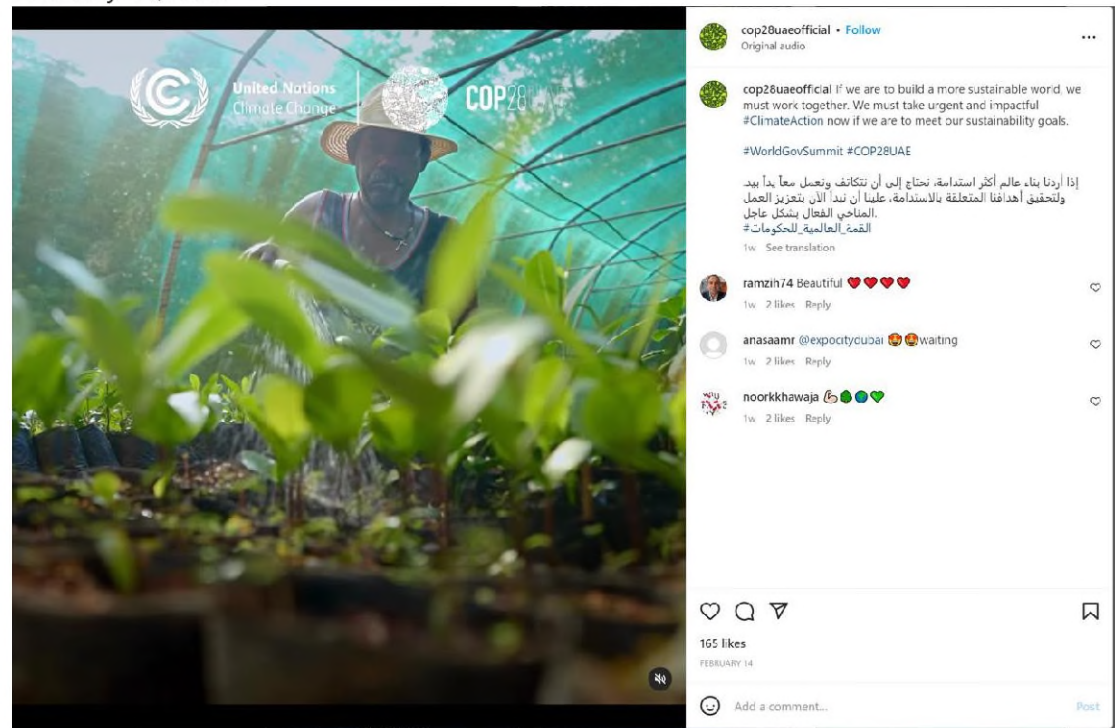 United Nations
Climate Change
COP28 UAE
cop28uaeofficial • Follow
Original audio
cop28uaeofficial If we are to build a more sustainable world, we
must work together. We must take urgent and impactful
#ClimateAction now if we are to meet our sustainability goals.
#WorldGovSummit #COP28UAE
إذا أردنا بناء عالم أكثر استدامة، نحتاج إلى أن نتكاتف ونعمل معاً يداً بيد.
ولتحقيق أهدافنا المتعلقة بالاستدامة، علينا أن نبدأ الآن بتعزيز العمل
المناخي الفعال بشكل عاجل.
#القمة_العالمية_للحكومات
1w See translation
ramzih74 Beautiful ❤️❤️❤️❤️
1w 2 likes Reply
anasaamr @expocitydubai 🤩🤩waiting
1w 2 likes Reply
noorkkhawaja 💪🌳🌍💚
1w 2 likes Reply
165 likes
FEBRUARY 14
Add a comment...
Post